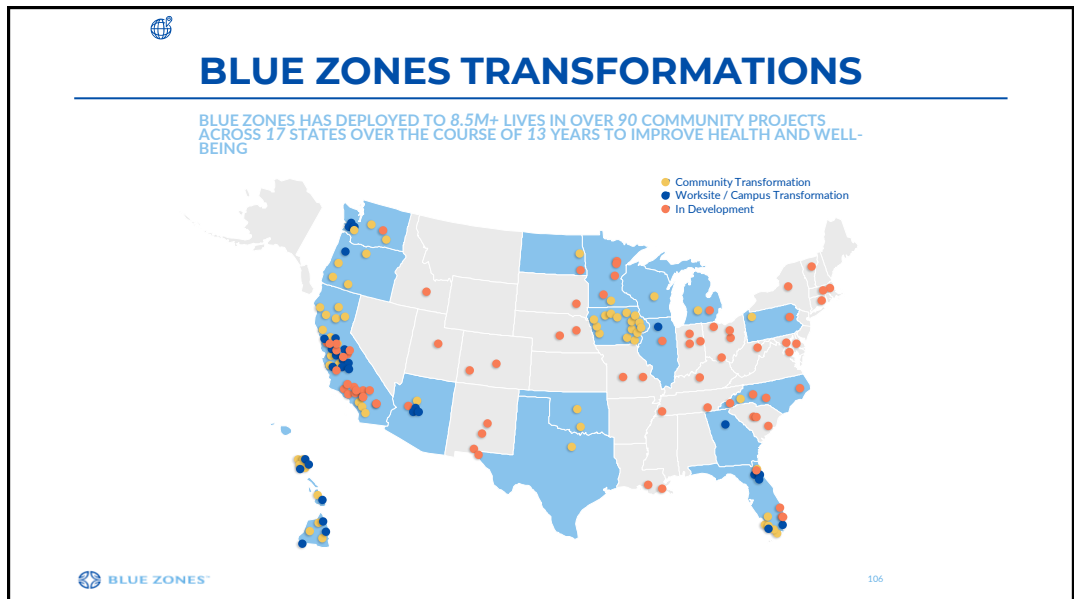 BLUE ZONES TRANSFORMATIONS
BLUE ZONES HAS DEPLOYED TO 8.5M+ LIVES IN OVER 90 COMMUNITY PROJECTS
ACROSS 17 STATES OVER THE COURSE OF 13 YEARS TO IMPROVE HEALTH AND WELL-
BEING
Community Transformation
Worksite / Campus Transformation
In Development
BLUE ZONES™
106